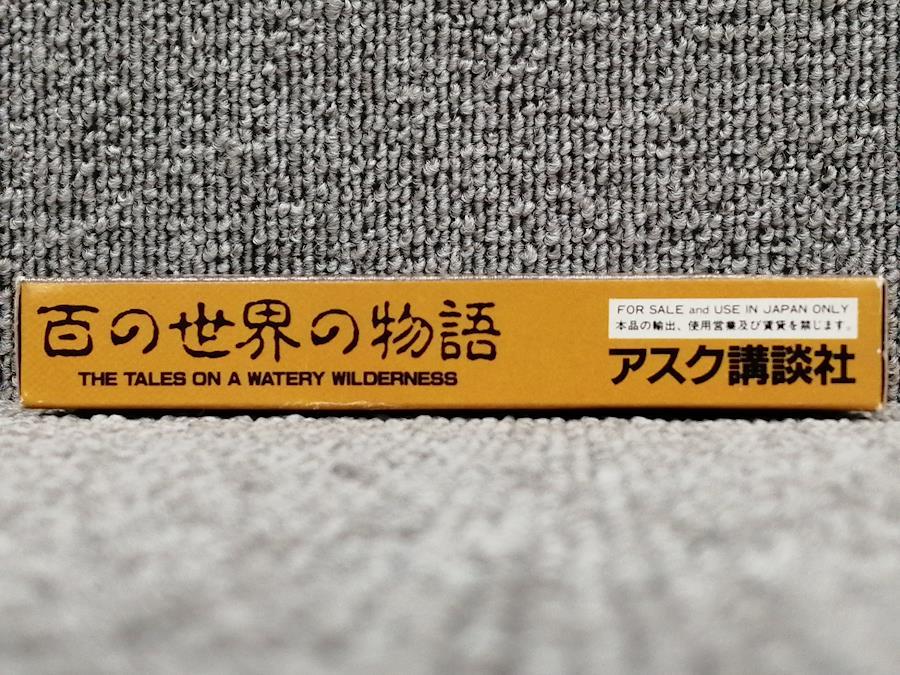 百の世界の物語
THE TALES ON A WATERY WILDERNESS
FOR SALE and USE IN JAPAN ONLY
本品の輸出、使用営業及び賃貸を禁じます。
アスク講談社